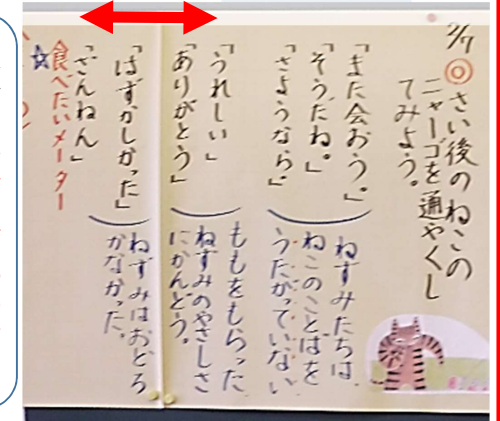 2/7 ◎さい後のねこの
ニャーゴを通やくし
てみよう。
「また会おう。」
「そうだね。」
「さようなら。」
ねずみたちは
ねこのことばを
うたがっていない
「うれしい」
「ありがとう」
ももをもらった
ねずみのやさしさ
にかんどう。
「はずかしかった」
「ざんねん」
ねずみはおどろ
かなかった。
食べたいメーター
☆